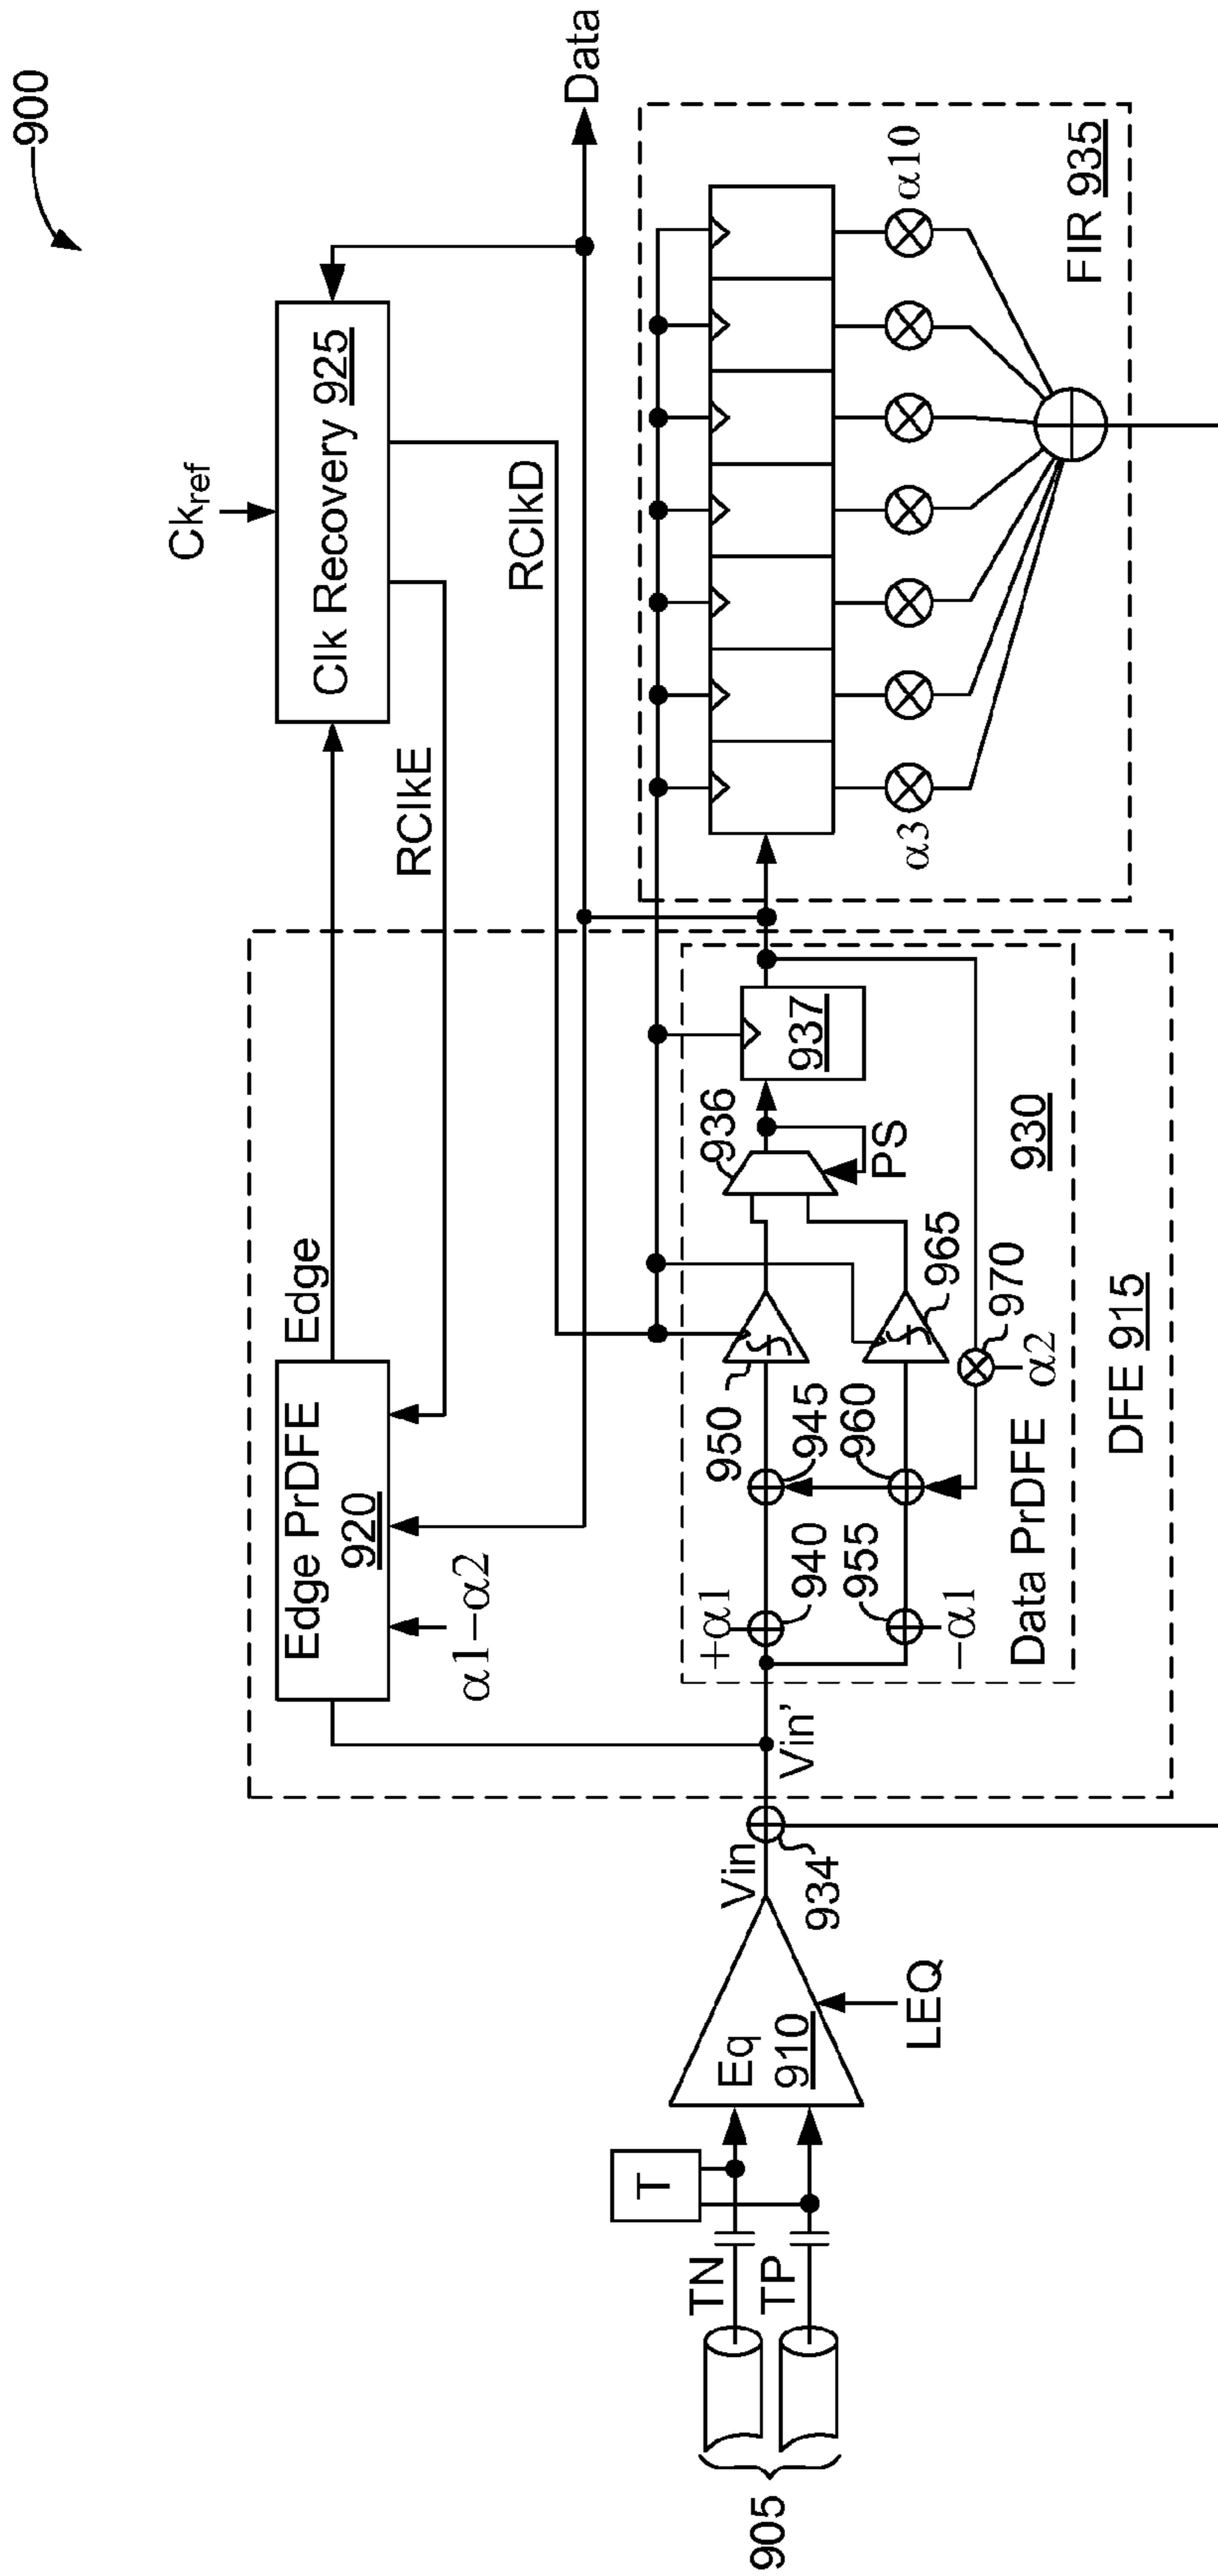 900
Ck_ref
Clk Recovery 925
Edge
RClkE
RClkD
Data
Edge PrDFE
920
α1–α2
905
TN
TP
T
Eq
910
LEQ
Vin
934
Vin'
+α1
940
945
950
955
–α1
960
965
970
α2
936
PS
937
Data PrDFE
930
DFE 915
α3
α10
FIR 935